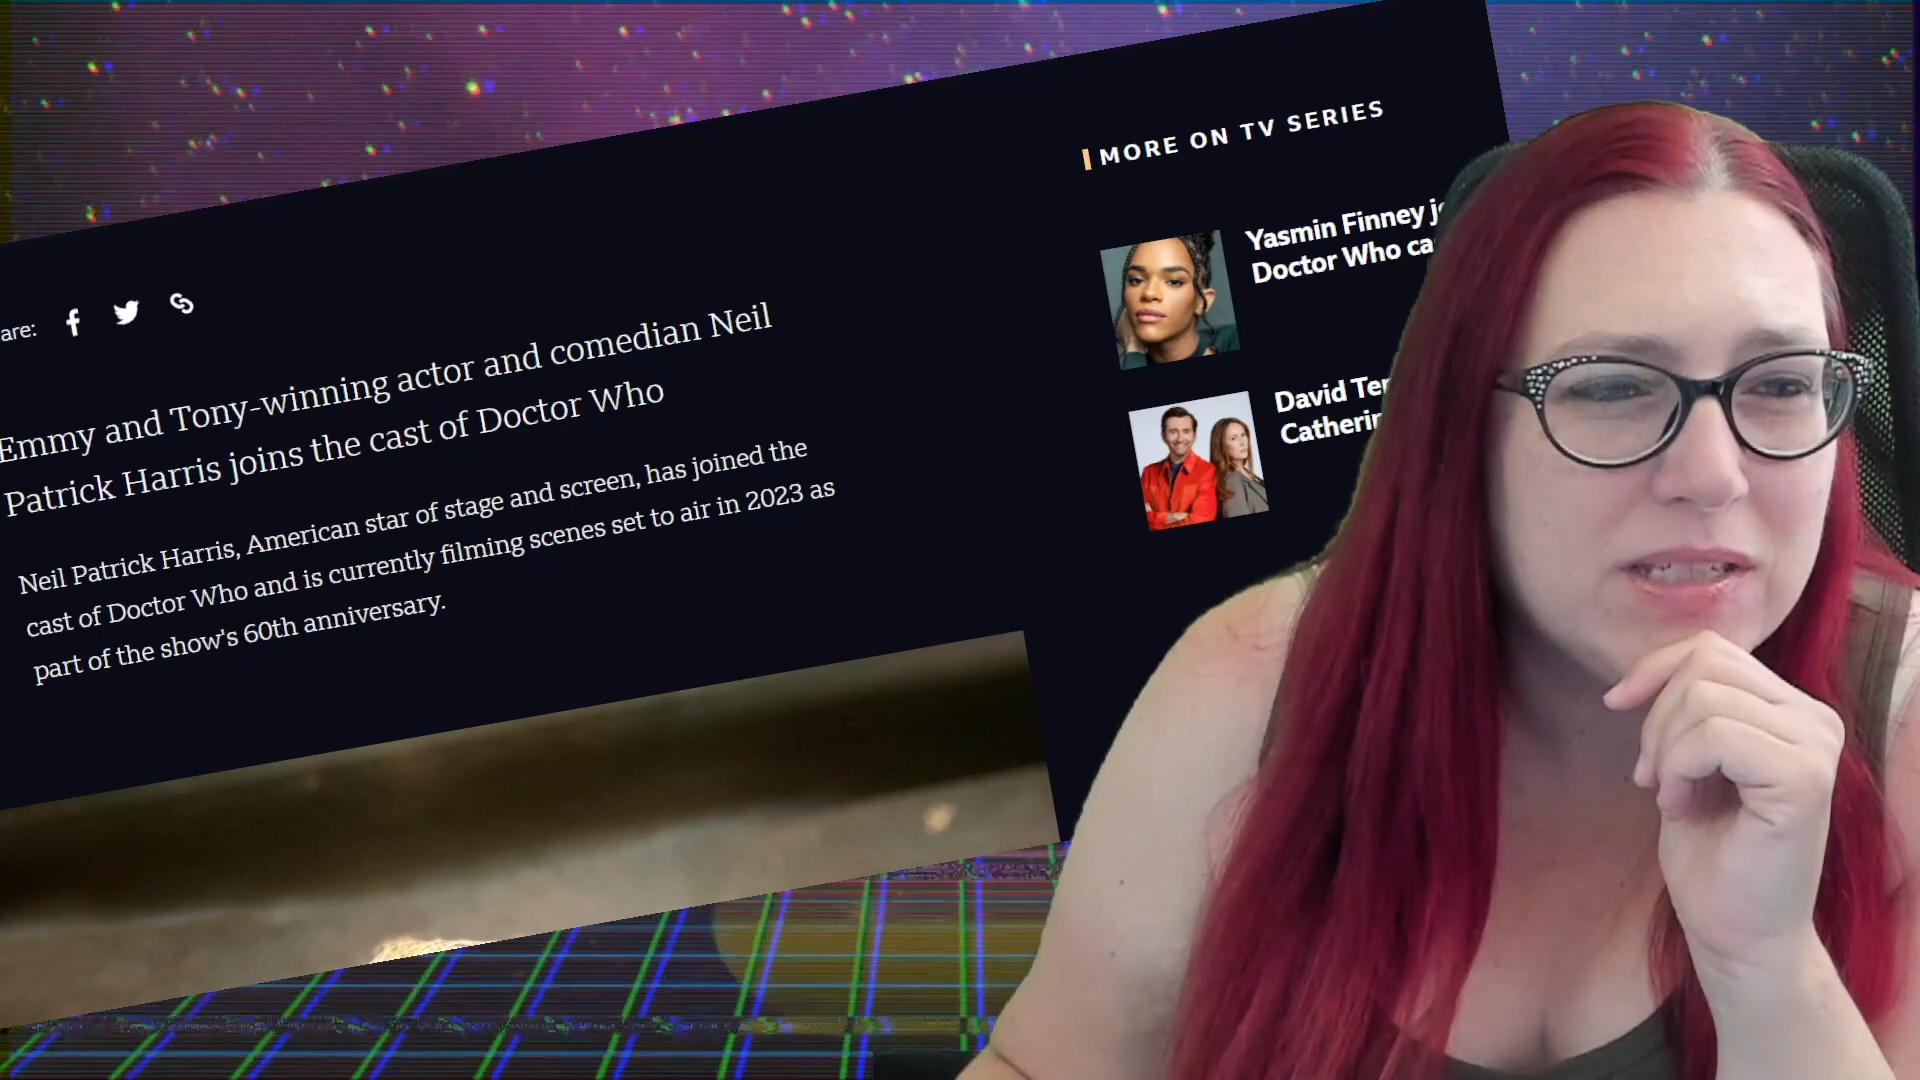 are:
Emmy and Tony-winning actor and comedian Neil
Patrick Harris joins the cast of Doctor Who
Neil Patrick Harris, American star of stage and screen, has joined the
cast of Doctor Who and is currently filming scenes set to air in 2023 as
part of the show's 60th anniversary.
MORE ON TV SERIES
Yasmin Finney
Doctor Who
David